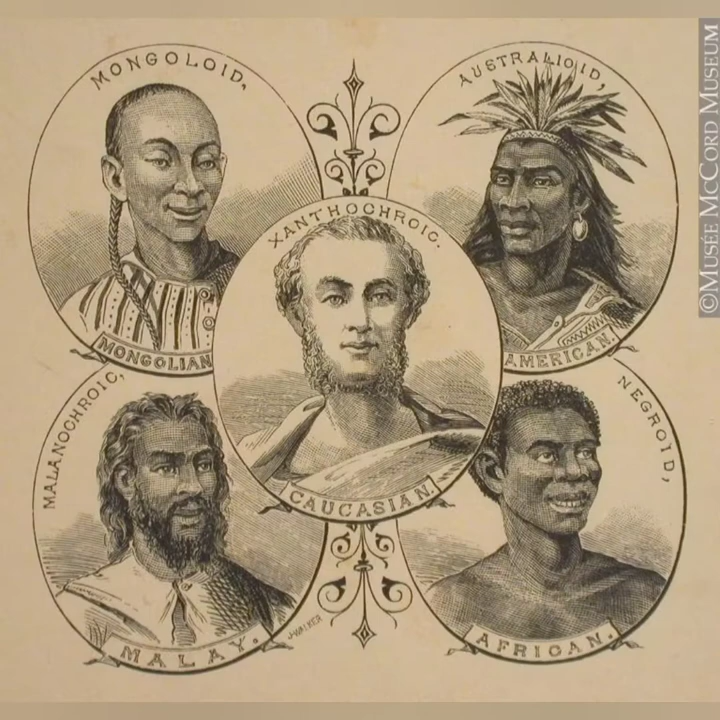 MONGOLOID,
AUSTRALIOID,
©MUSÉE MCCORD MUSEUM
XANTHOCHROIC.
MONGOLIAN
AMERICAN.
MALANOCHROIC,
NEGROID,
CAUCASIAN.
J.WALKER
MALAY.
AFRICAN.